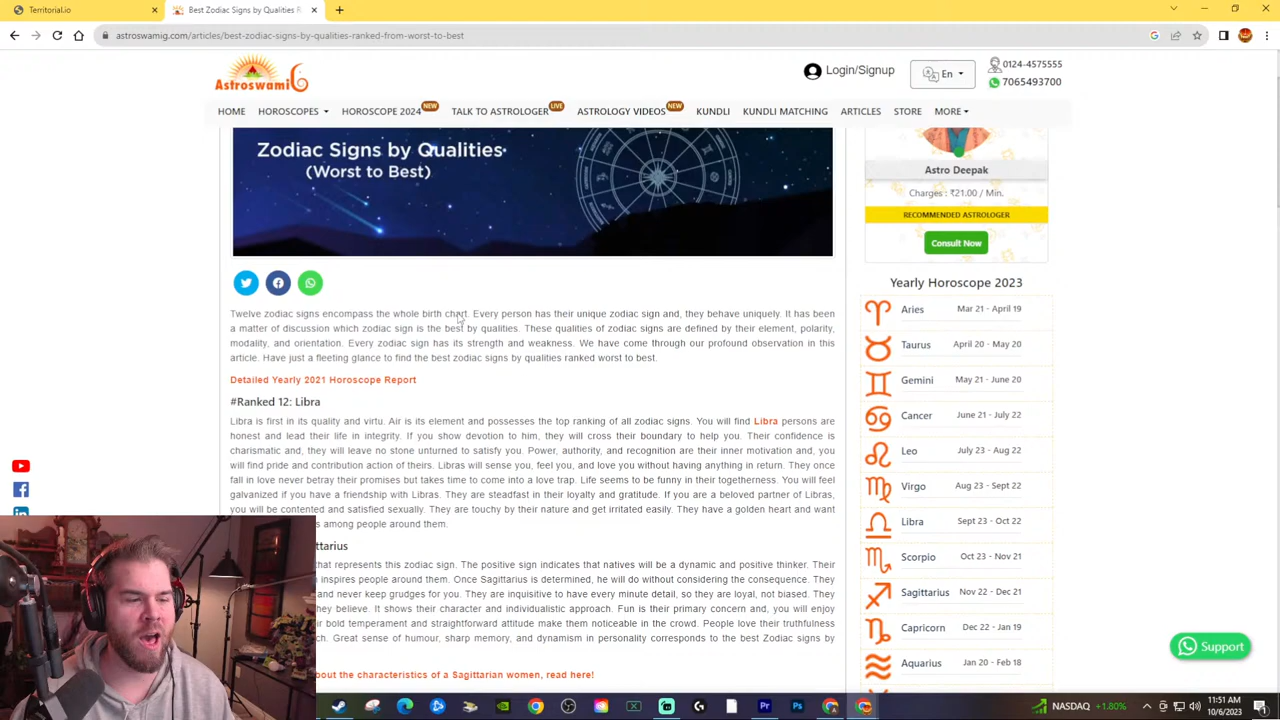 Territorial.io
Best Zodiac Signs by Qualities R
astroswamig.com/articles/best-zodiac-signs-by-qualities-ranked-from-worst-to-best
AstroswamiG
Login/Signup
En
0124-4575555
7065493700
HOME HOROSCOPES HOROSCOPE 2024 NEW TALK TO ASTROLOGER LIVE ASTROLOGY VIDEOS NEW KUNDLI KUNDLI MATCHING ARTICLES STORE MORE
Zodiac Signs by Qualities
(Worst to Best)
Twelve zodiac signs encompass the whole birth chart. Every person has their unique zodiac sign and, they behave uniquely. It has been
a matter of discussion which zodiac sign is the best by qualities. These qualities of zodiac signs are defined by their element, polarity,
modality, and orientation. Every zodiac sign has its strength and weakness. We have come through our profound observation in this
article. Have just a fleeting glance to find the best zodiac signs by qualities ranked worst to best.
Detailed Yearly 2021 Horoscope Report
#Ranked 12: Libra
Libra is first in its quality and virtu. Air is its element and possesses the top ranking of all zodiac signs. You will find Libra persons are
honest and lead their life in integrity. If you show devotion to him, they will cross their boundary to help you. Their confidence is
charismatic and, they will leave no stone unturned to satisfy you. Power, authority, and recognition are their inner motivation and, you
will find pride and contribution action of theirs. Libras will sense you, feel you, and love you without having anything in return. They once
fall in love never betray their promises but takes time to come into a love trap. Life seems to be funny in their togetherness. You will feel
galvanized if you have a friendship with Libras. They are steadfast in their loyalty and gratitude. If you are a beloved partner of Libras,
you will be contented and satisfied sexually. They are touchy by their nature and get irritated easily. They have a golden heart and want
among people around them.
ttarius
that represents this zodiac sign. The positive sign indicates that natives will be a dynamic and positive thinker. Their
inspires people around them. Once Sagittarius is determined, he will do without considering the consequence. They
and never keep grudges for you. They are inquisitive to have every minute detail, so they are loyal, not biased. They
they believe. It shows their character and individualistic approach. Fun is their primary concern and, you will enjoy
bold temperament and straightforward attitude make them noticeable in the crowd. People love their truthfulness
Great sense of humour, sharp memory, and dynamism in personality corresponds to the best Zodiac signs by
bout the characteristics of a Sagittarian women, read here!
Astro Deepak
Charges : ₹21.00 / Min.
RECOMMENDED ASTROLOGER
Consult Now
Yearly Horoscope 2023
Aries Mar 21 - April 19
Taurus April 20 - May 20
Gemini May 21 - June 20
Cancer June 21 - July 22
Leo July 23 - Aug 22
Virgo Aug 23 - Sept 22
Libra Sept 23 - Oct 22
Scorpio Oct 23 - Nov 21
Sagittarius Nov 22 - Dec 21
Capricorn Dec 22 - Jan 19
Aquarius Jan 20 - Feb 18
Support
NASDAQ +1.80%
11:51 AM
10/6/2023